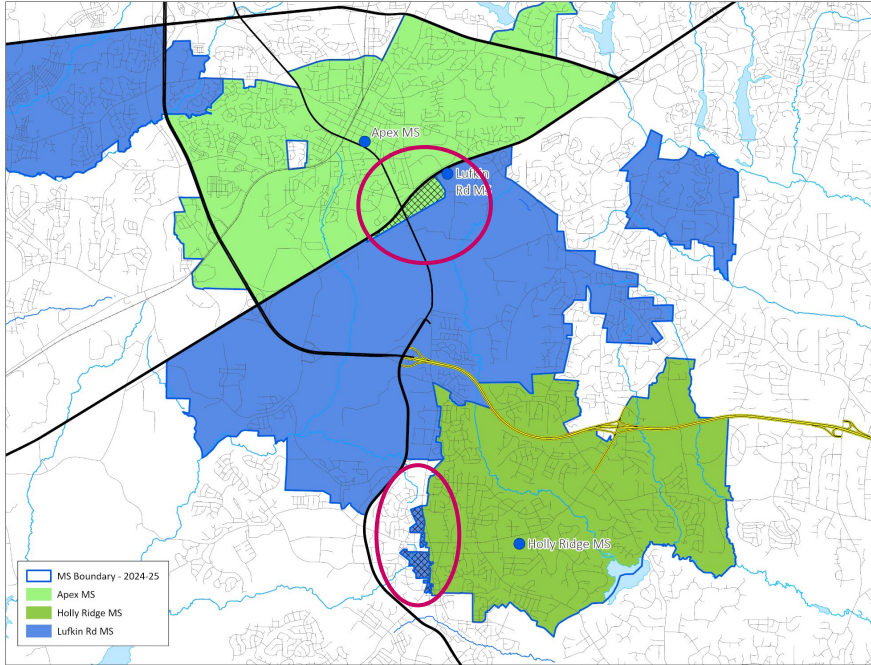 Apex MS
Lufkin
Rd MS
Holly Ridge MS
MS Boundary - 2024-25
Apex MS
Holly Ridge MS
Lufkin Rd MS